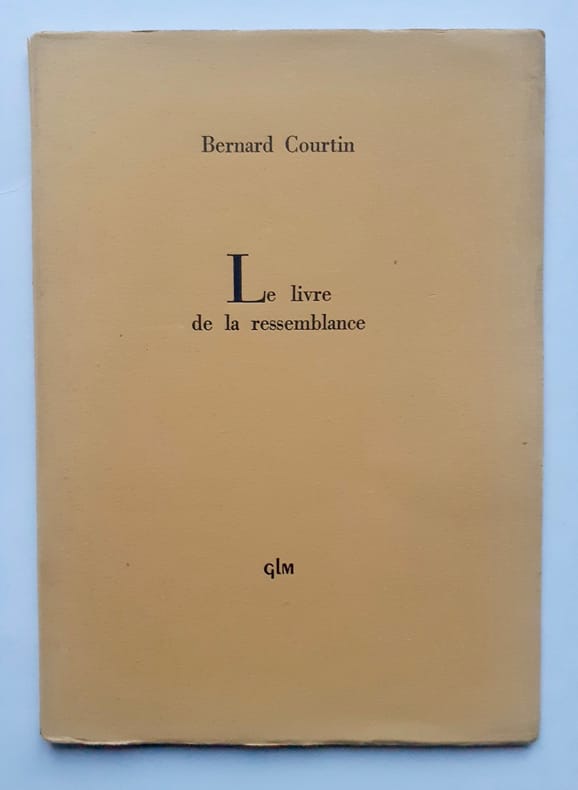 Bernard Courtin
Le livre
de la ressemblance
GLM